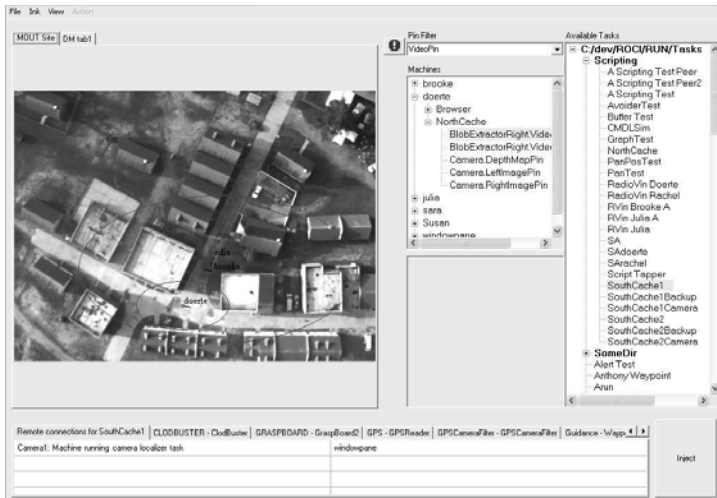 File Ink View Action
MOUT Site DM tab1
Pin Filter
VideoPin
Machines
brooke
doerte
Browser
NorthCache
BlobExtractorRight.Vide
BlobExtractorRight.Vide
Camera.DepthMapPin
Camera.LeftImagePin
Camera.RightImagePin
julia
sara
Susan
windowpane
Available Tasks
C:/dev/ROCI/RUN/Tasks
Scripting
A Scripting Test Peer
A Scripting Test Peer2
A Scripting Test
AvoiderTest
Butter Test
CMDLSim
GraphTest
NorthCache
PanPosTest
PanTest
RadioVin Doerte
RadioVin Rachel
RVin Brooke A
RVin Julia A
RVin Julia
SA
SAdoerte
SArachel
Script Tapper
SouthCache1
SouthCache1Backup
SouthCache1Camera
SouthCache2
SouthCache2Backup
SouthCache2Camera
SomeDir
Alert Test
Anthony Waypoint
Arun
brooke
doerte
Remote connections for SouthCache1 CLODBUSTER - ClodBuster GRASPBOARD - GraspBoard2 GPS - GPSReader GPSCameraFilter - GPSCameraFilter Guidance - Wayp
Camera1: Machine running camera localizer task windowpane
Inject